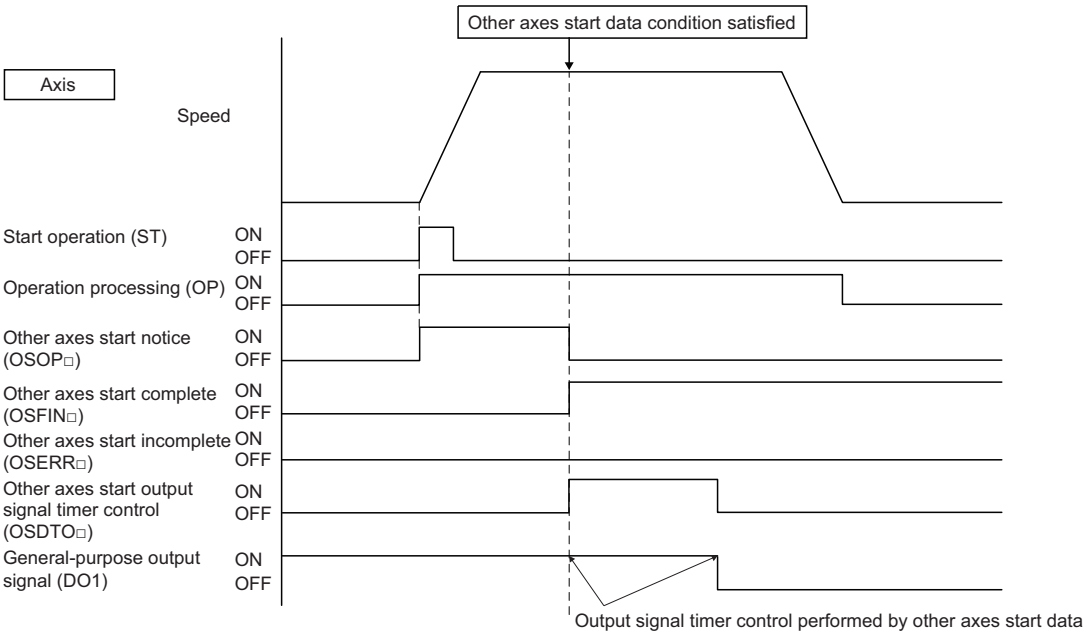 Other axes start data condition satisfied
Axis
Speed
Start operation (ST)
ON
OFF
Operation processing (OP)
ON
OFF
Other axes start notice
(OSOP□)
ON
OFF
Other axes start complete
(OSFIN□)
ON
OFF
Other axes start incomplete
(OSERR□)
ON
OFF
Other axes start output
signal timer control
(OSDTO□)
ON
OFF
General-purpose output
signal (DO1)
ON
OFF
Output signal timer control performed by other axes start data